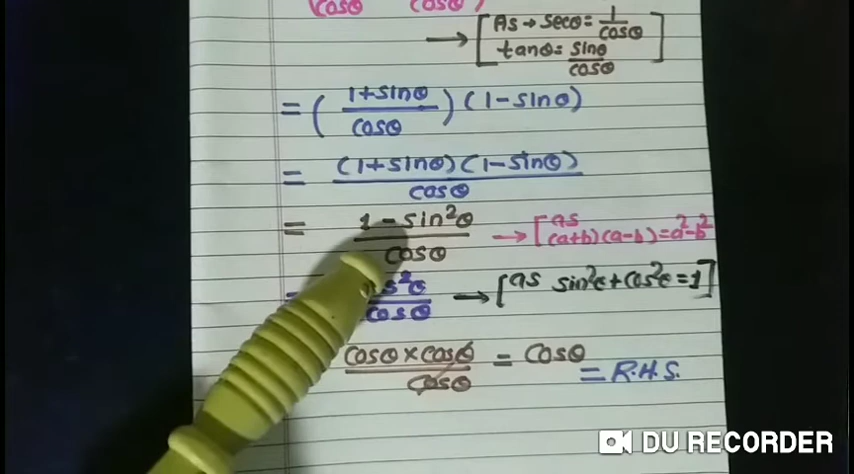 cosθ cosθ )
→ [ As → secθ = 1/cosθ
tanθ = sinθ/cosθ ]
= ( 1+sinθ / cosθ ) (1-sinθ)
= (1+sinθ)(1-sinθ) / cosθ
= 1-sin²θ / cosθ → [ as (a+b)(a-b)=a²-b²
s²θ / cosθ → [ as sin²θ+cos²θ=1 ]
cosθ×cosθ / cosθ = cosθ
= R.H.S.
DU RECORDER